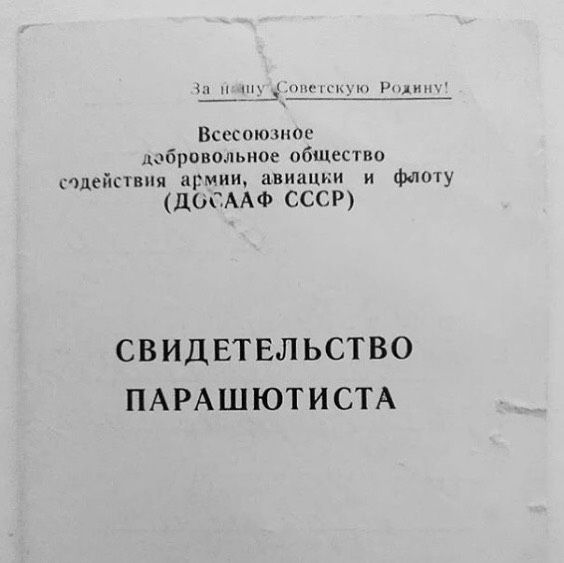 За нашу Советскую Родину!
Всесоюзное
добровольное общество
содействия армии, авиации и флоту
(ДОСААФ СССР)
СВИДЕТЕЛЬСТВО
ПАРАШЮТИСТА